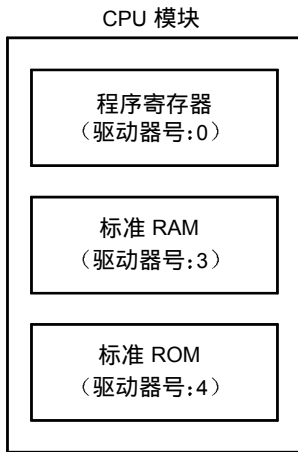 CPU 模块
程序寄存器
（驱动器号:0）
标准 RAM
（驱动器号:3）
标准 ROM
（驱动器号:4）